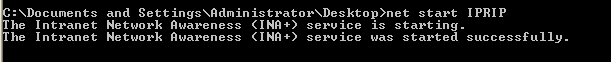 C:\Documents and Settings\Administrator\Desktop>net start IPRIP
The Intranet Network Awareness (INA+) service is starting.
The Intranet Network Awareness (INA+) service was started successfully.